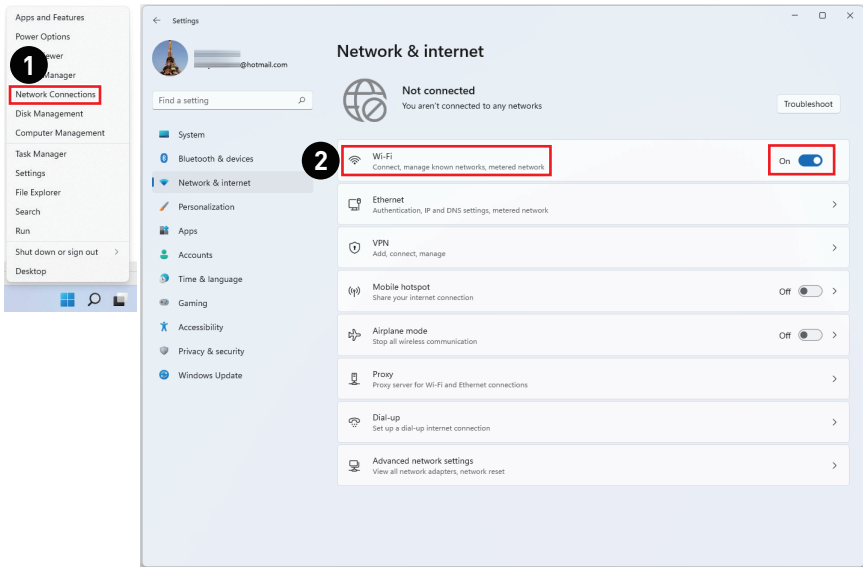 Apps and Features
Power Options
ewer
1
Manager
Network Connections
Disk Management
Computer Management
Task Manager
Settings
File Explorer
Search
Run
Shut down or sign out
Desktop
Settings
@hotmail.com
Find a setting
System
Bluetooth & devices
Network & internet
Personalization
Apps
Accounts
Time & language
Gaming
Accessibility
Privacy & security
Windows Update
Network & internet
Not connected
You aren't connected to any networks
Troubleshoot
2
Wi-Fi
Connect, manage known networks, metered network
On
Ethernet
Authentication, IP and DNS settings, metered network
VPN
Add, connect, manage
Mobile hotspot
Share your internet connection
Off
Airplane mode
Stop all wireless communication
Off
Proxy
Proxy server for Wi-Fi and Ethernet connections
Dial-up
Set up a dial-up internet connection
Advanced network settings
View all network adapters, network reset